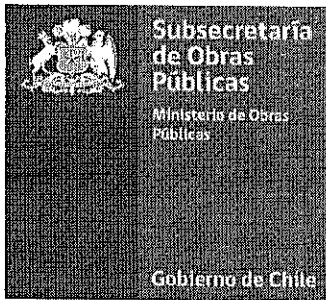 Subsecretaría
de Obras
Públicas
Ministerio de Obras
Públicas
Gobierno de Chile